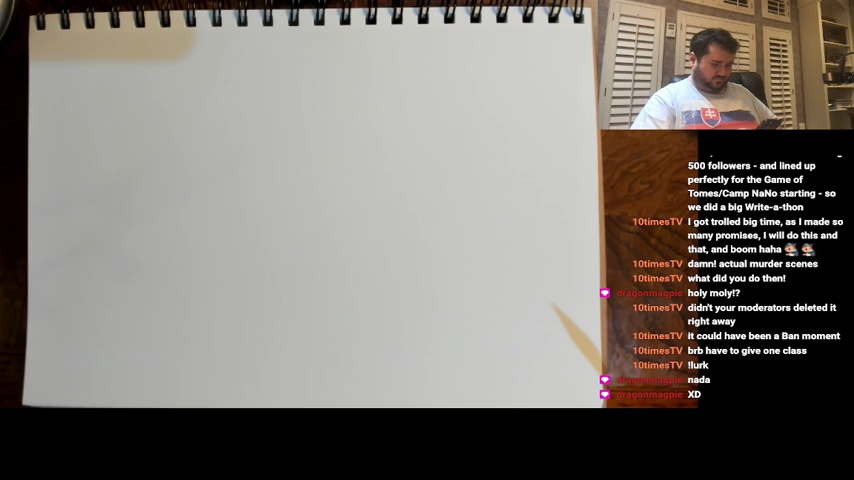 500 followers - and lined up
perfectly for the Game of
Tomes/Camp NaNo starting - so
we did a big Write-a-thon
10timesTV I got trolled big time, as I made so
many promises, I will do this and
that, and boom haha
10timesTV damn! actual murder scenes
10timesTV what did you do then!
dragonmagpie holy moly!?
10timesTV didn't your moderators deleted it
right away
10timesTV it could have been a Ban moment
10timesTV brb have to give one class
10timesTV !lurk
dragonmagpie nada
dragonmagpie XD